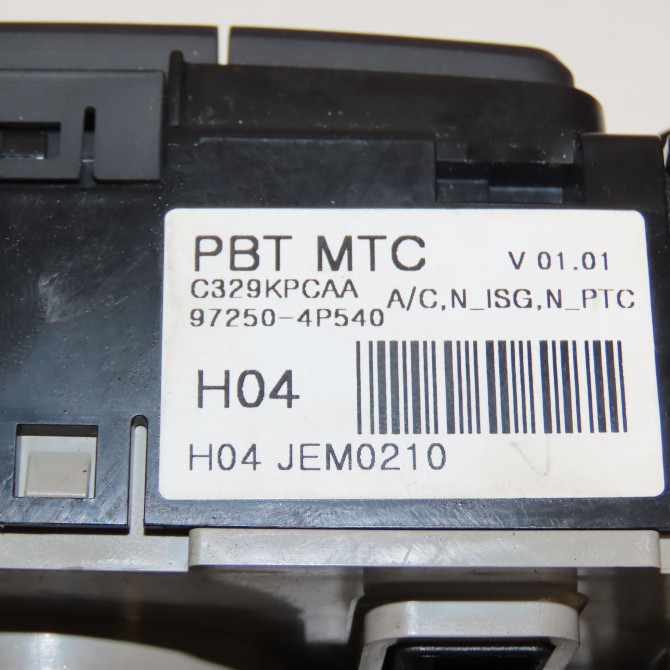 PBT MTC V 01.01
C329KPCAA A/C,N_ISG,N_PTC
97250-4P540
H04
H04 JEM0210